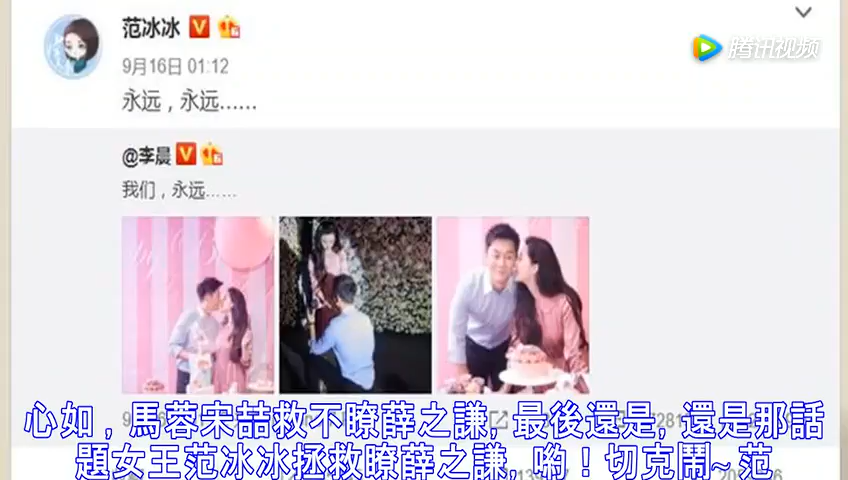 范冰冰
9月16日 01:12
永远，永远......
腾讯视频
@李晨
我们，永远......
心如，馬蓉宋喆救不瞭薛之謙, 最後還是, 還是那話
題女王范冰冰拯救瞭薛之謙, 喲！切克鬧~ 范